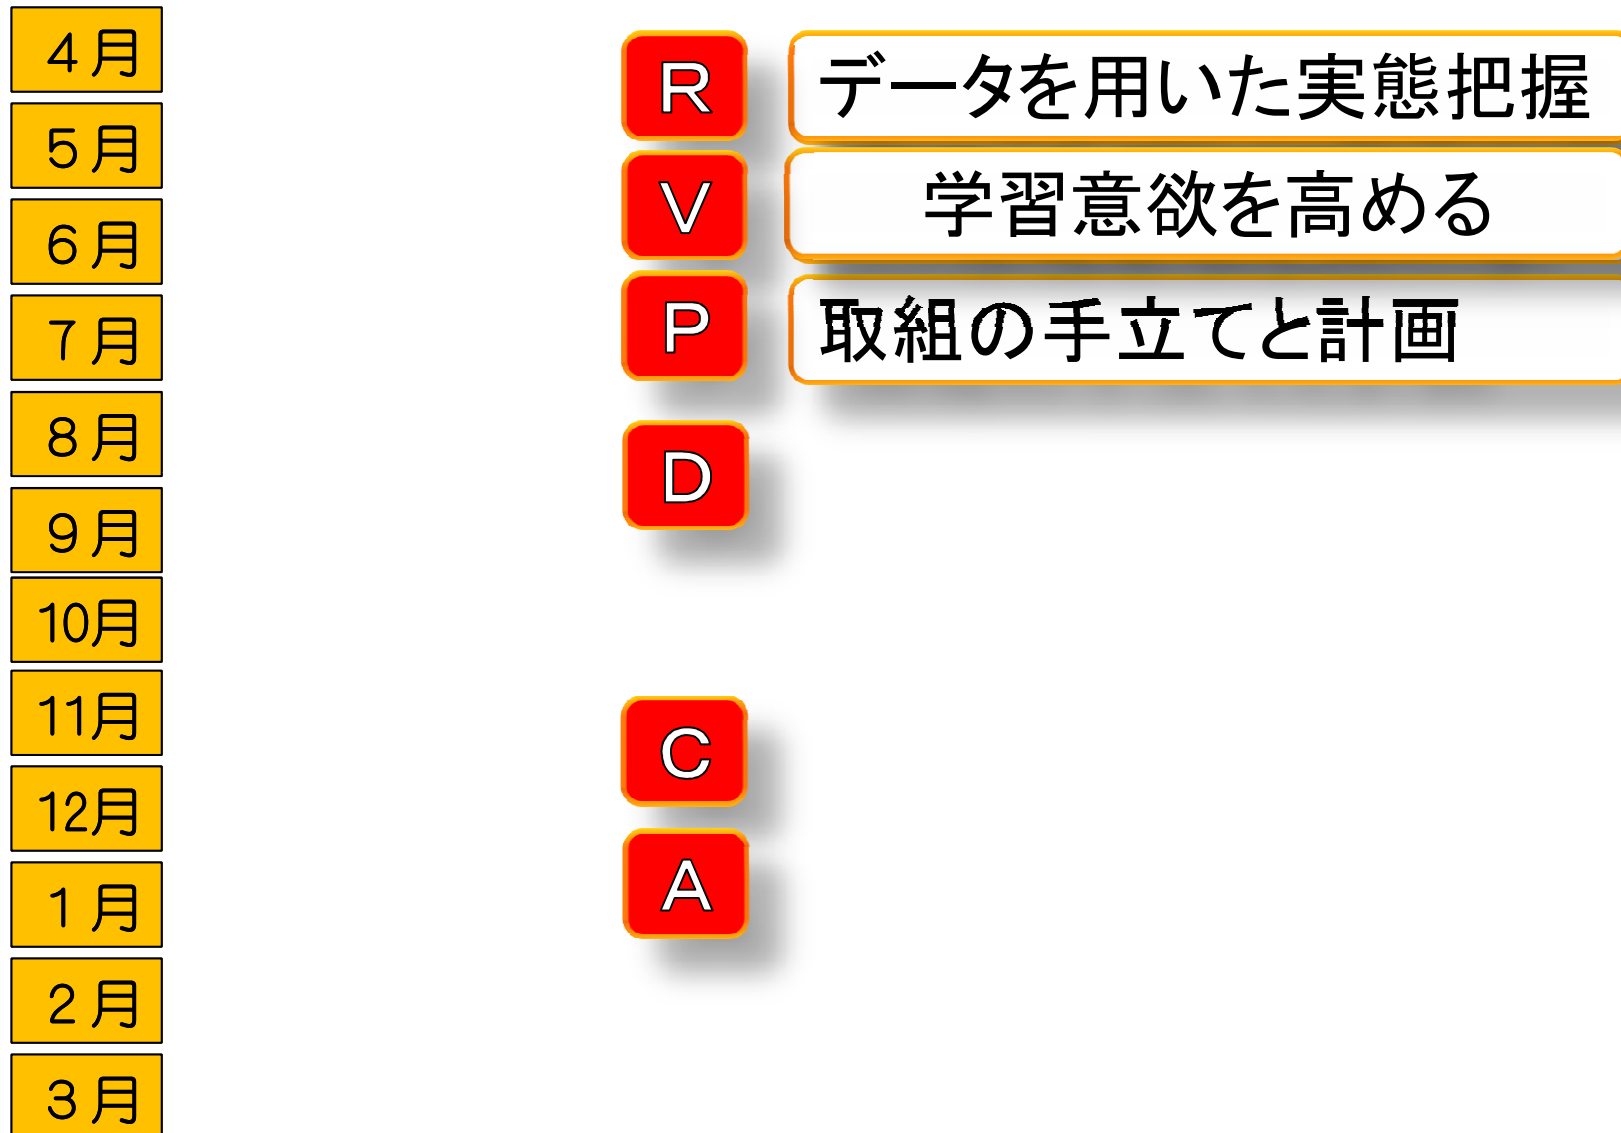 4月
5月
6月
7月
8月
9月
10月
11月
12月
1月
2月
3月
R データを用いた実態把握
V 学習意欲を高める
P 取組の手立てと計画
D
C
A